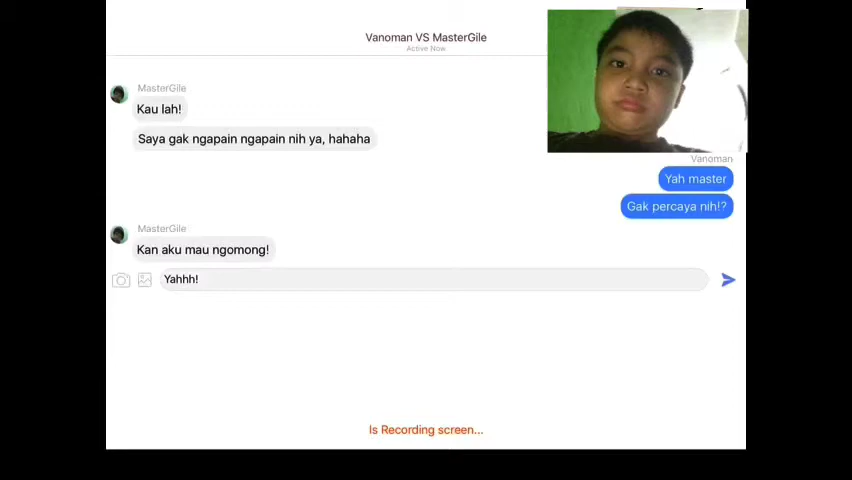 Vanoman VS MasterGile
Active Now
MasterGile
Kau lah!
Saya gak ngapain ngapain nih ya, hahaha
Vanoman
Yah master
Gak percaya nih!?
MasterGile
Kan aku mau ngomong!
Yahhh!
Is Recording screen...